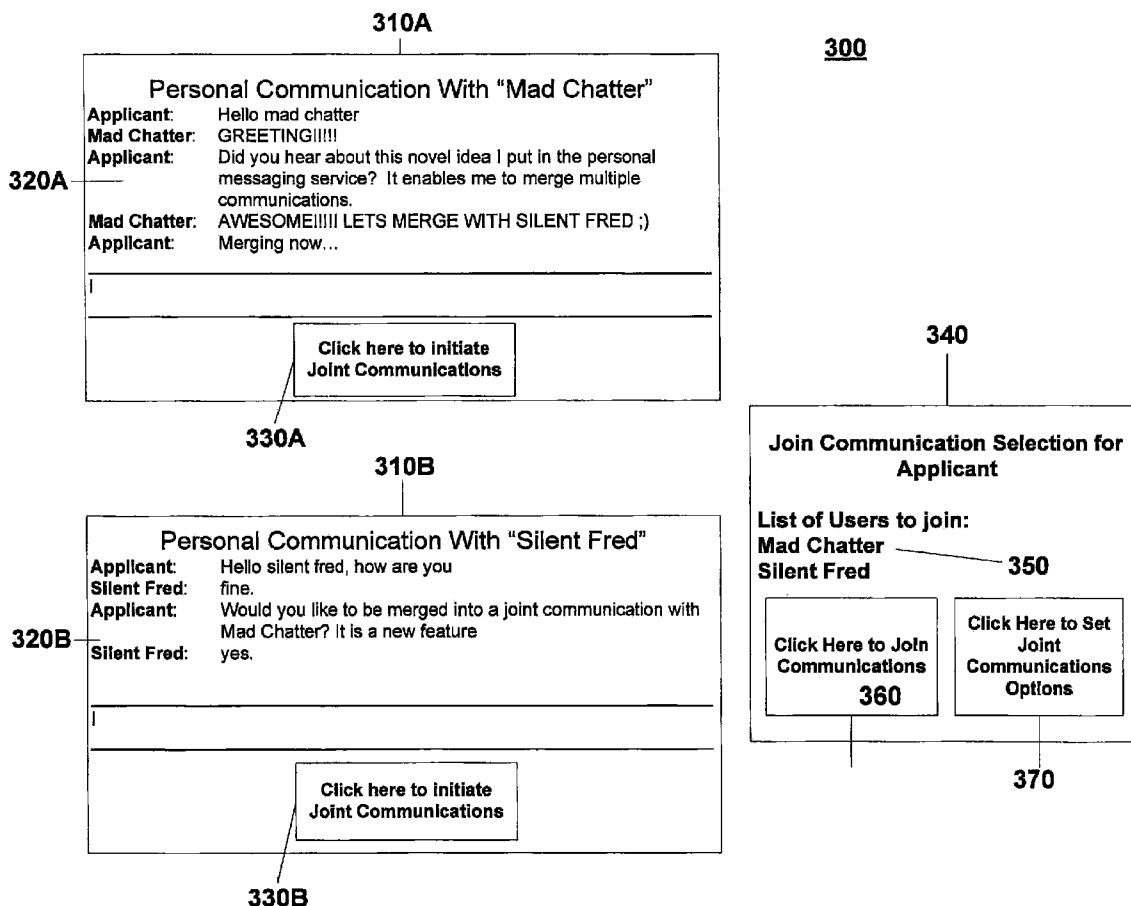 310A
300
Personal Communication With "Mad Chatter"
Applicant: Hello mad chatter
Mad Chatter: GREETING!!!!!
Applicant: Did you hear about this novel idea I put in the personal
messaging service? It enables me to merge multiple
communications.
320A
Mad Chatter: AWESOME!!!!! LETS MERGE WITH SILENT FRED ;)
Applicant: Merging now...
Click here to initiate
Joint Communications
330A
310B
Personal Communication With "Silent Fred"
Applicant: Hello silent fred, how are you
Silent Fred: fine.
Applicant: Would you like to be merged into a joint communication with
Mad Chatter? It is a new feature
320B
Silent Fred: yes.
Click here to initiate
Joint Communications
330B
340
Join Communication Selection for
Applicant
List of Users to join:
Mad Chatter
350
Silent Fred
Click Here to Join
Communications
360
Click Here to Set
Joint
Communications
Options
370